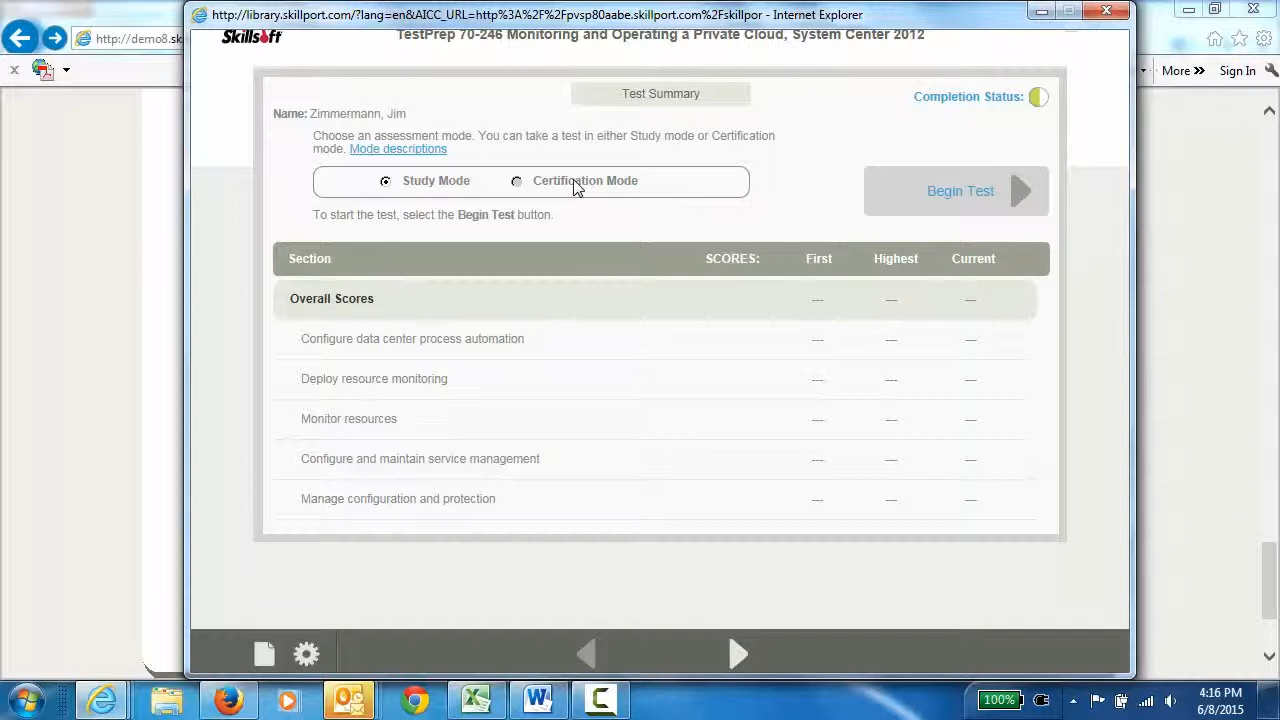 http://library.skillport.com/?lang=en&AICC_URL=http%3A%2F%2Fpvsp80aabe.skillport.com%2Fskillpor - Internet Explorer
http://demo8.sk
Skillsoft
TestPrep 70-246 Monitoring and Operating a Private Cloud, System Center 2012
More »
Sign In
Test Summary
Completion Status:
Name: Zimmermann, Jim
Choose an assessment mode. You can take a test in either Study mode or Certification
mode. Mode descriptions
Study Mode
Certification Mode
Begin Test
To start the test, select the Begin Test button.
Section SCORES: First Highest Current
Overall Scores --- --- ---
Configure data center process automation --- --- ---
Deploy resource monitoring --- --- ---
Monitor resources --- --- ---
Configure and maintain service management --- --- ---
Manage configuration and protection --- --- ---
100%
4:16 PM
6/8/2015